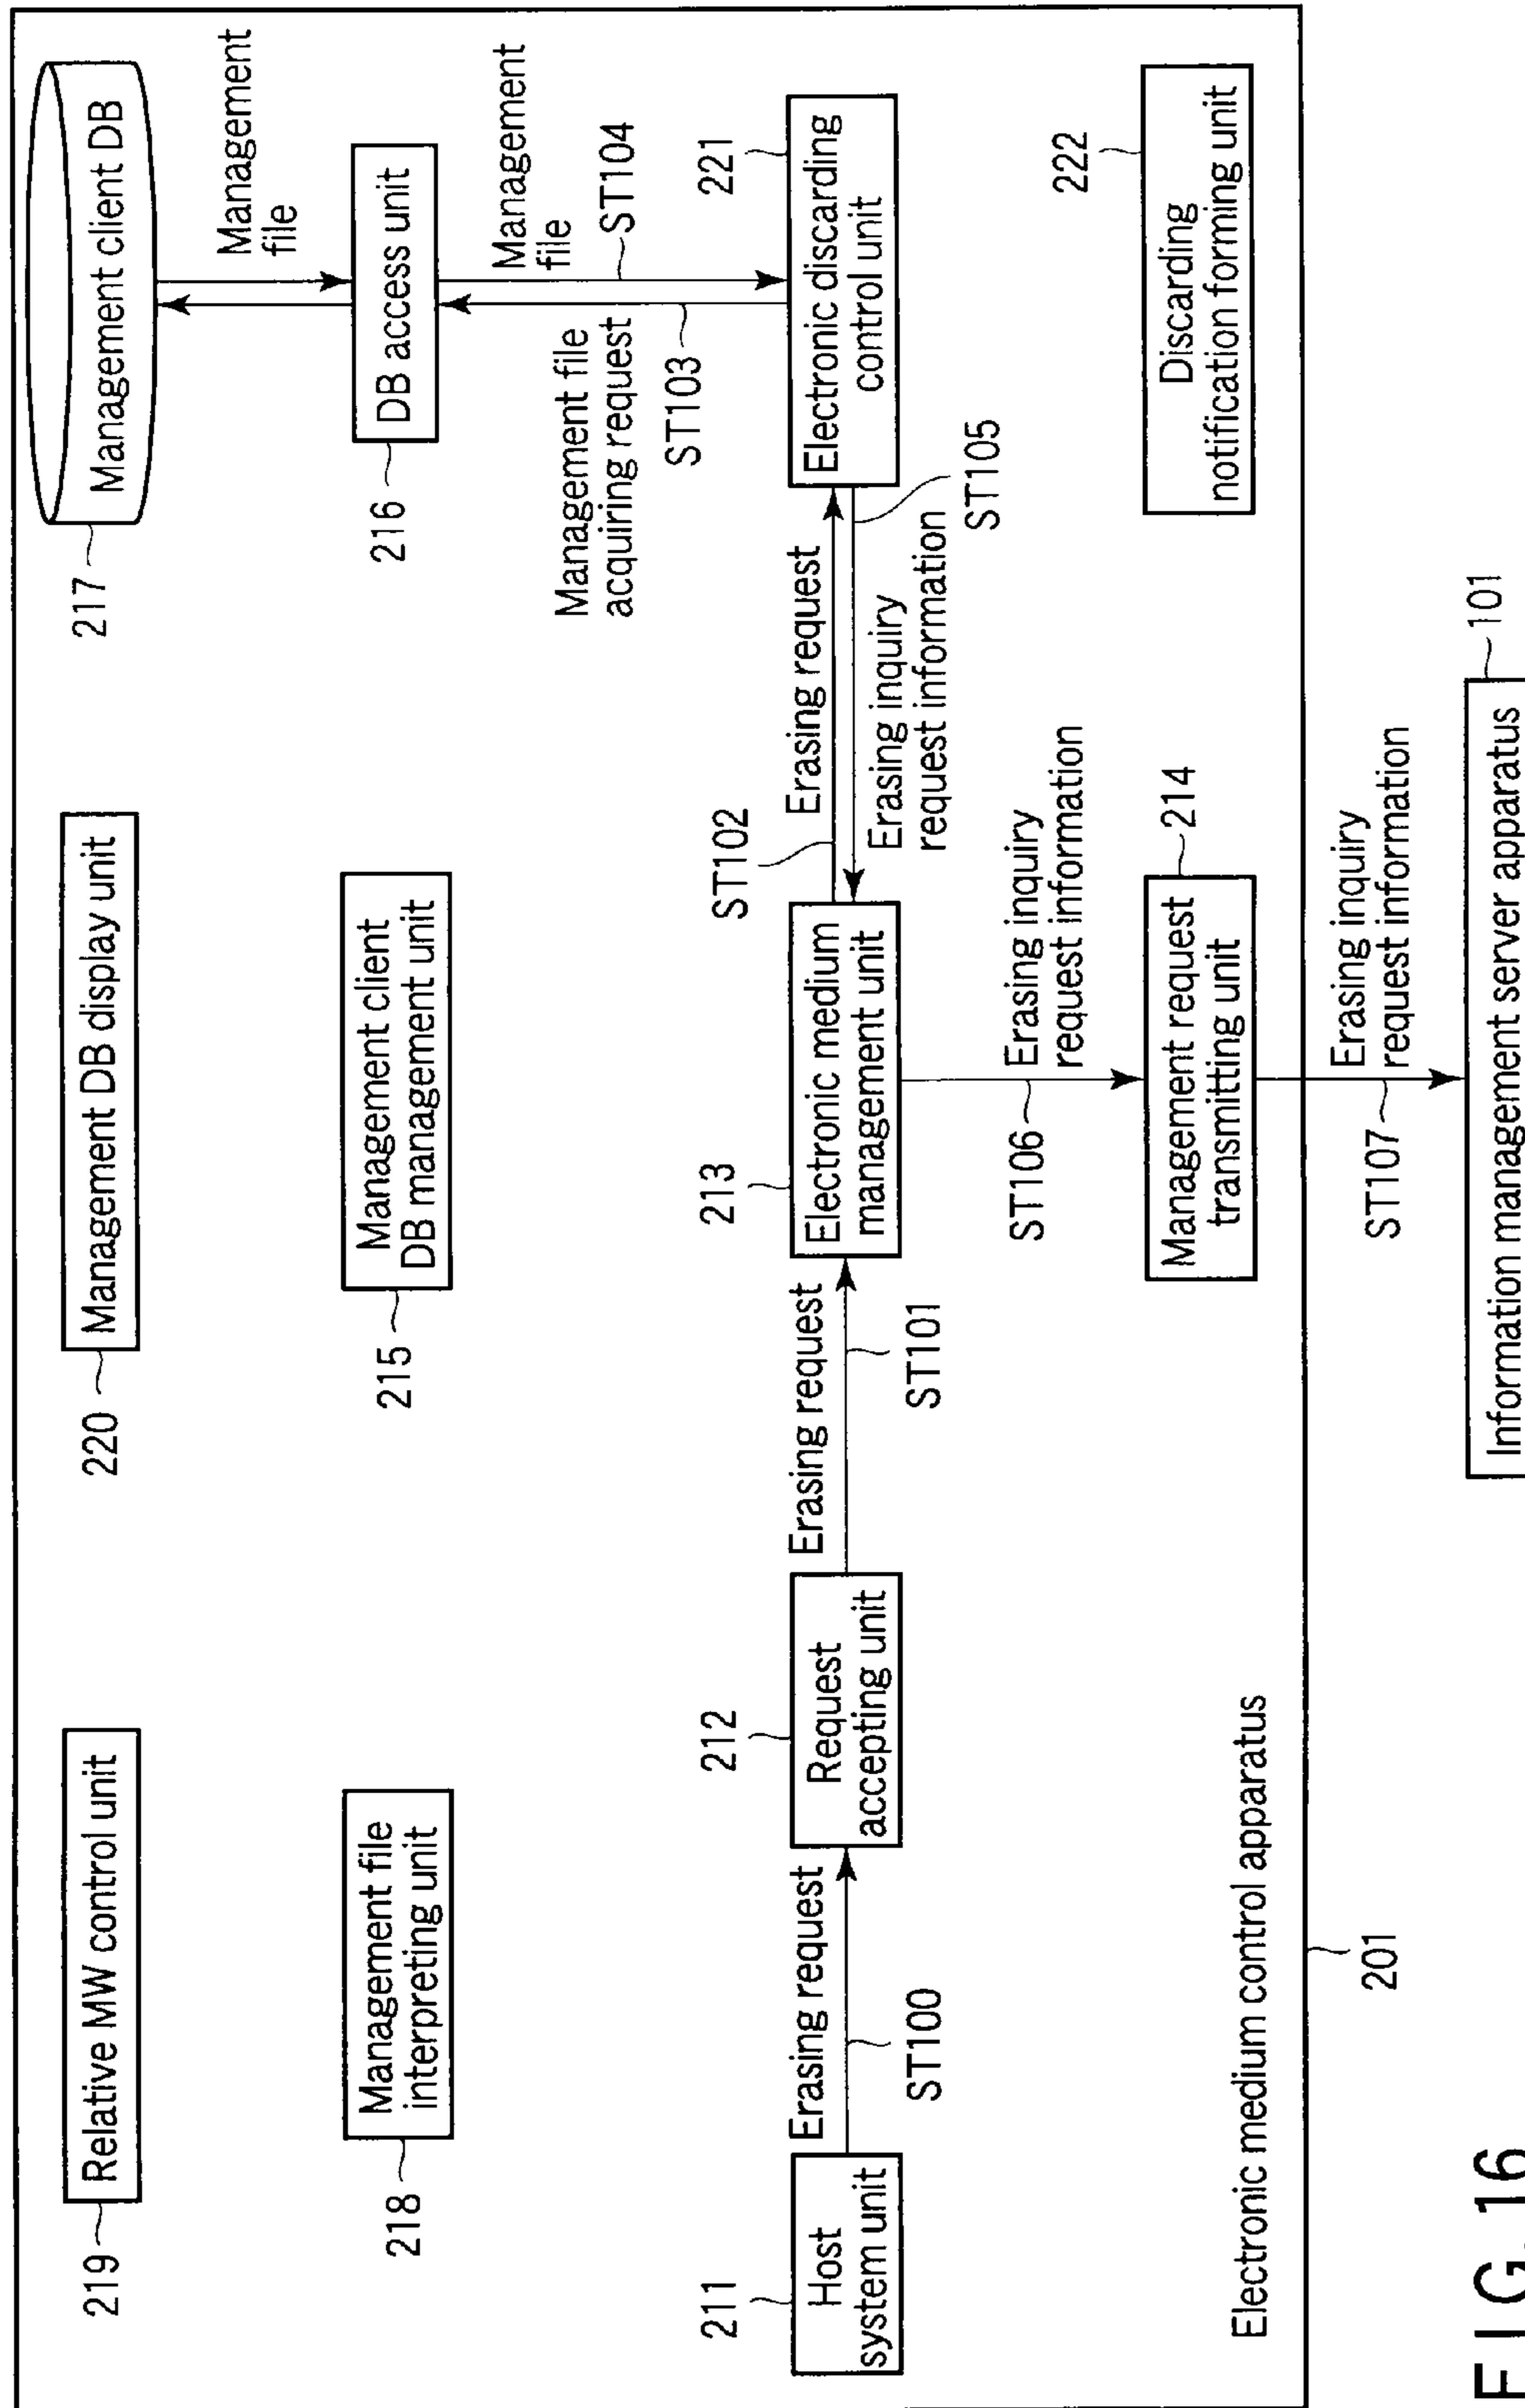 219
Relative MW control unit
220
Management DB display unit
217
Management client DB
Management
file
218
Management file
interpreting unit
215
Management client
DB management unit
216
DB access unit
Management file
acquiring request
ST103
Management
file
ST104
211
Host
system unit
Erasing request
ST100
212
Request
accepting unit
Erasing request
ST101
213
Electronic medium
management unit
ST102
Erasing request
Erasing inquiry
request information
ST105
221
Electronic discarding
control unit
ST106
Erasing inquiry
request information
214
Management request
transmitting unit
222
Discarding
notification forming unit
Electronic medium control apparatus
201
ST107
Erasing inquiry
request information
101
Information management server apparatus
FIG. 16